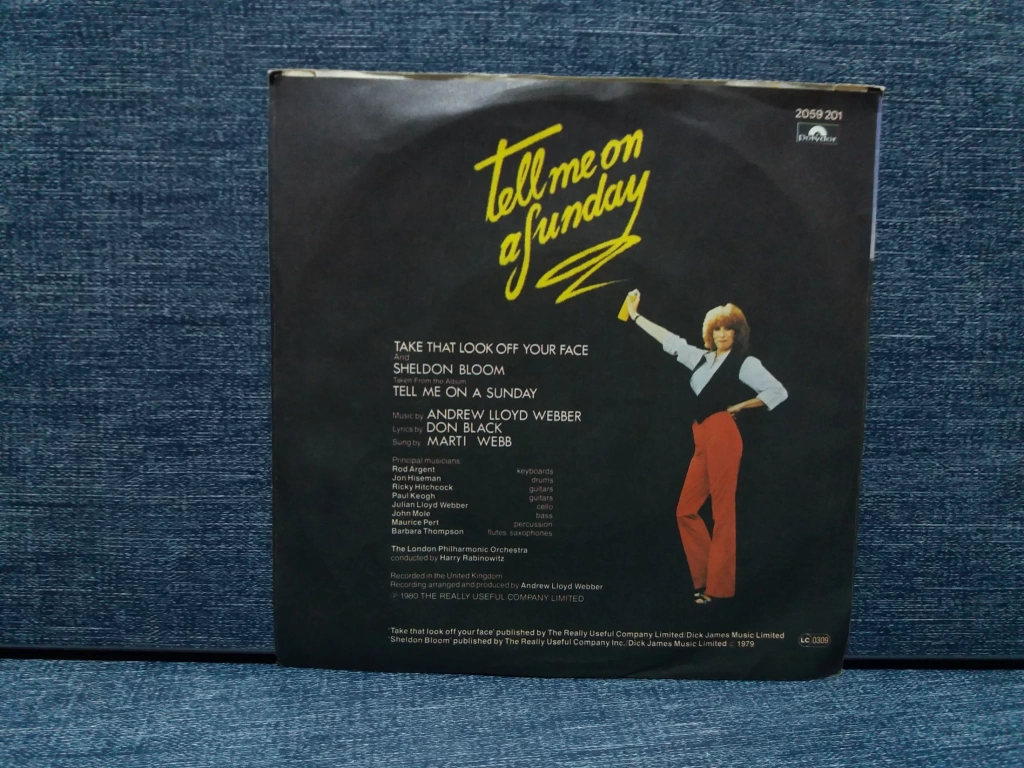 2059 201
polydor
tell me on
a Sunday
TAKE THAT LOOK OFF YOUR FACE
And
SHELDON BLOOM
Taken From the Album
TELL ME ON A SUNDAY
Music by ANDREW LLOYD WEBBER
Lyrics by DON BLACK
Sung by MARTI WEBB
Principal musicians:
Rod Argent keyboards
Jon Hiseman drums
Ricky Hitchcock guitars
Paul Keogh guitars
Julian Lloyd Webber cello
John Mole bass
Maurice Pert percussion
Barbara Thompson flutes, saxophones
The London Philharmonic Orchestra
conducted by Harry Rabinowitz
Recorded in the United Kingdom
Recording arranged and produced by Andrew Lloyd Webber
℗ 1980 THE REALLY USEFUL COMPANY LIMITED
'Take that look off your face' published by The Really Useful Company Limited/Dick James Music Limited
'Sheldon Bloom' published by The Really Useful Company Inc./Dick James Music Limited © 1979
LC 0309